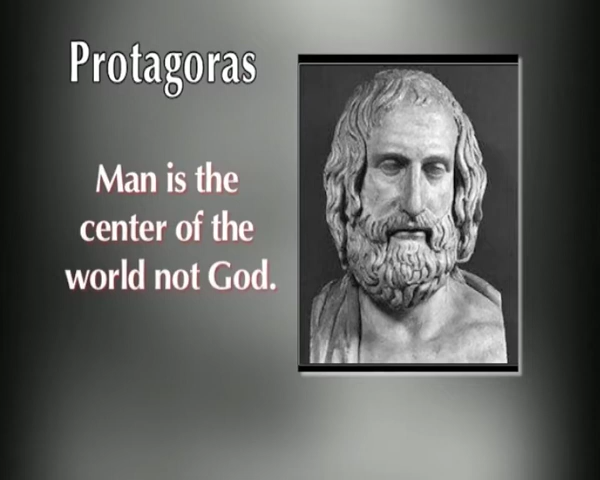 Protagoras
Man is the
center of the
world not God.